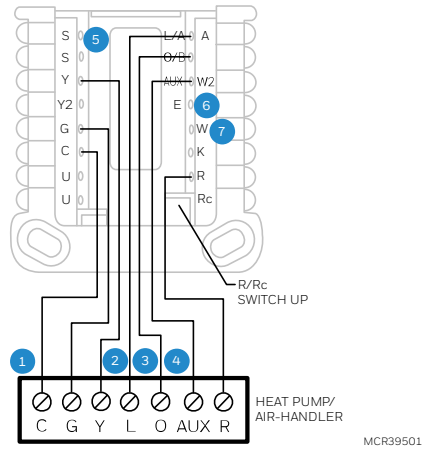 S 5 L/A A
S O/B
Y AUX W2
Y2 E 6
G W 7
C K
U R
U Rc
R/Rc
SWITCH UP
1 2 3 4
C G Y L O AUX R
HEAT PUMP/
AIR-HANDLER
MCR39501